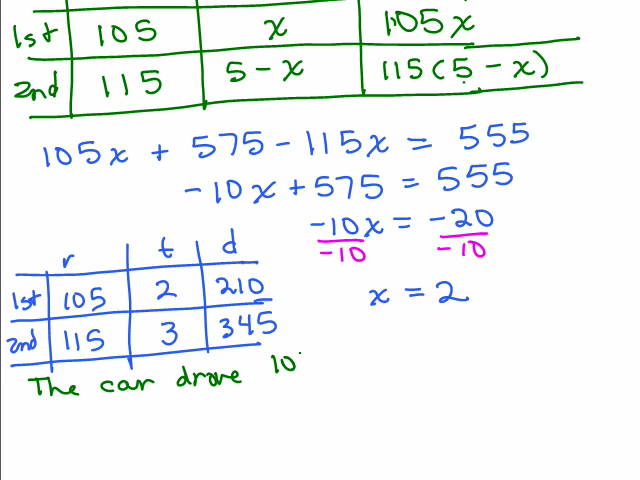 1st 105 x 105x
2nd 115 5 - x 115(5 - x)
105x + 575 - 115x = 555
-10x + 575 = 555
-10x = -20
-10 -10
x = 2
r t d
1st 105 2 210
2nd 115 3 345
The car drove 10